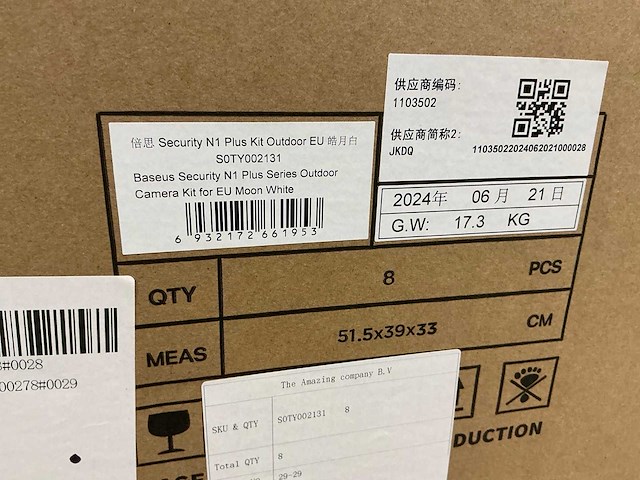 倍思 Security N1 Plus Kit Outdoor EU 皓月白
S0TY002131
Baseus Security N1 Plus Series Outdoor
Camera Kit for EU Moon White
6 932172 661953
供应商编码:
1103502
供应商简称2:
JKDQ
11035022024062021000028
2024年 06 月 21 日
G.W: 17.3 KG
QTY 8 PCS
MEAS 51.5x39x33 CM
#0028
00278#0029
The Amazing company B.V
SKU & QTY S0TY002131 8
Total QTY 8
29-29
DUCTION